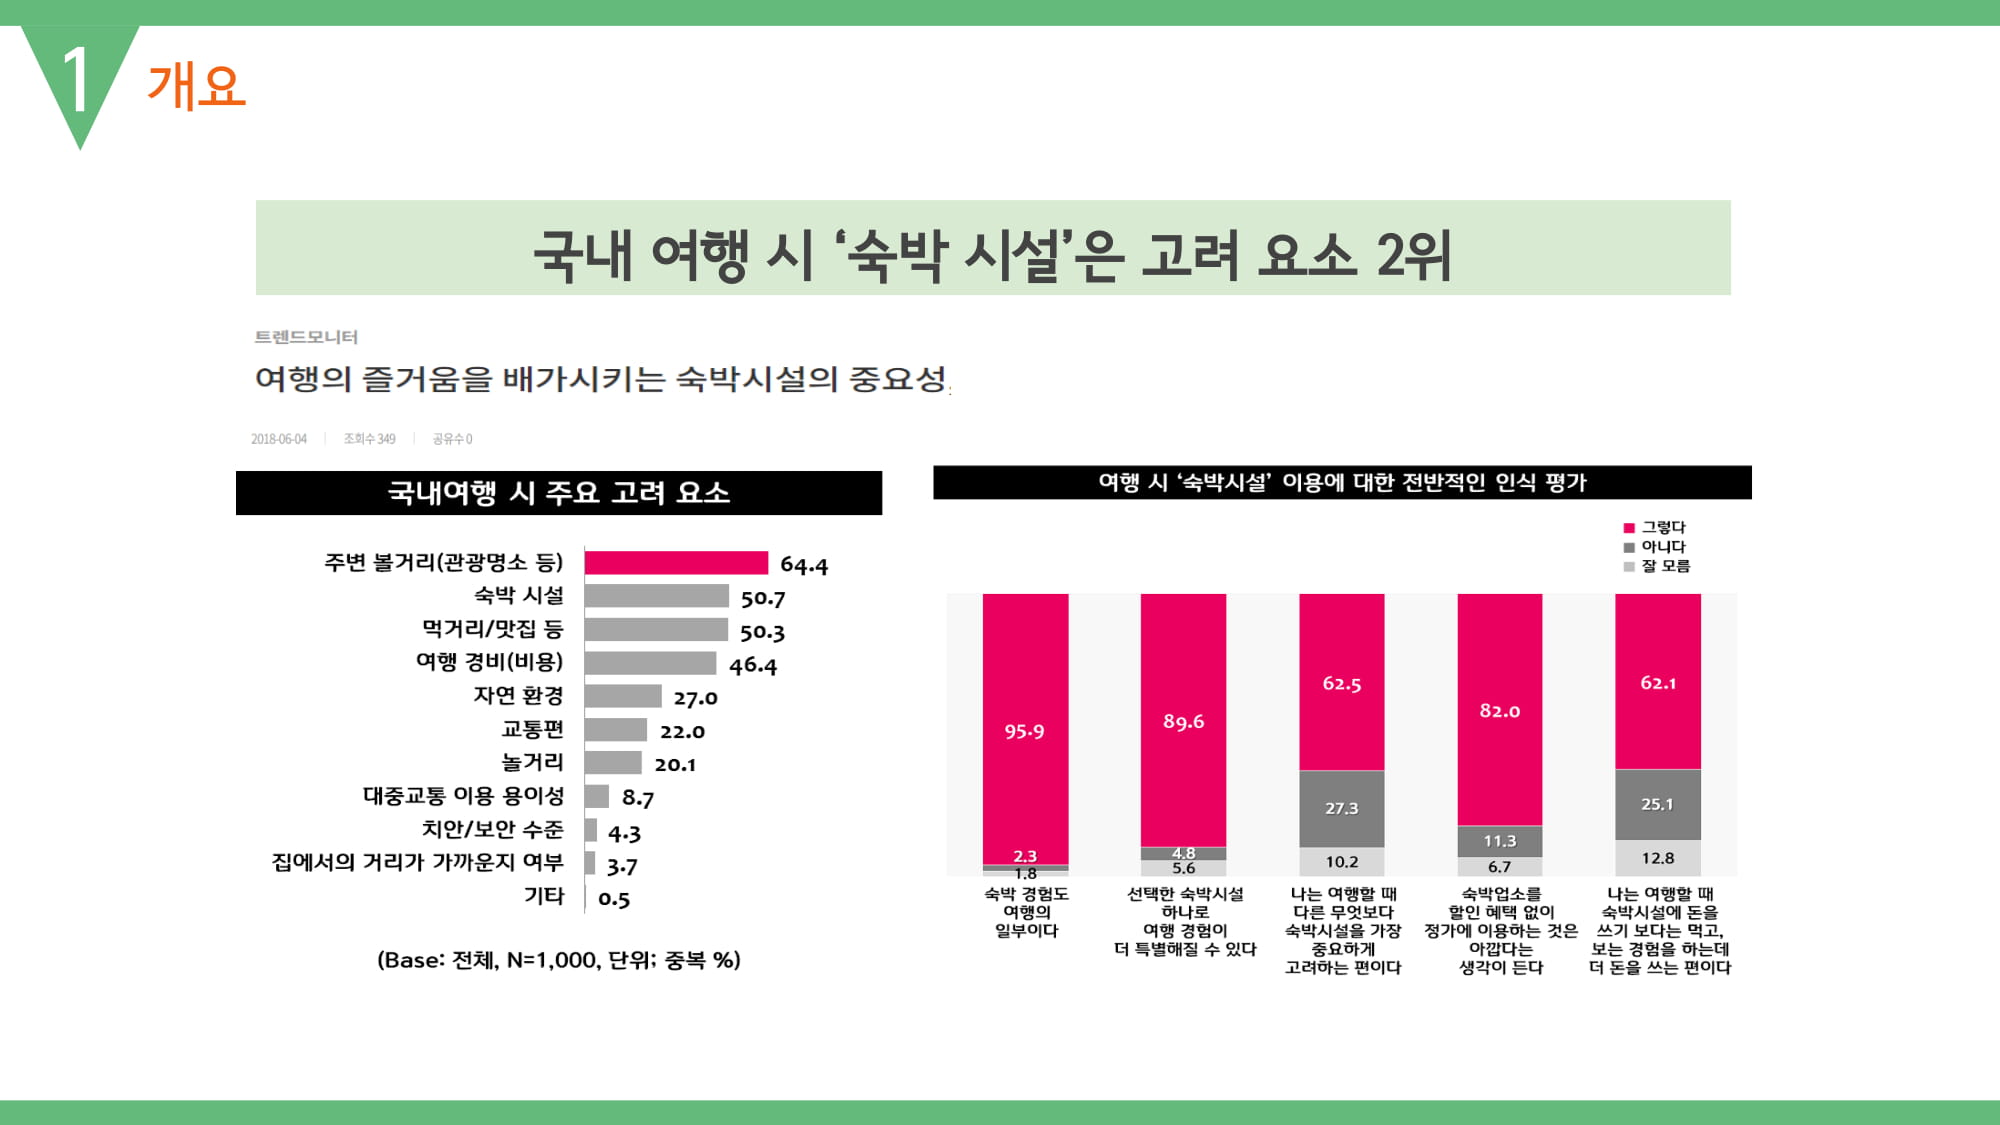 1
개요
국내 여행 시 ‘숙박 시설’은 고려 요소 2위
트렌드모니터
여행의 즐거움을 배가시키는 숙박시설의 중요성
2018-06-04 조회수 349 공유수 0
국내여행 시 주요 고려 요소
주변 볼거리(관광명소 등) 64.4
숙박 시설 50.7
먹거리/맛집 등 50.3
여행 경비(비용) 46.4
자연 환경 27.0
교통편 22.0
놀거리 20.1
대중교통 이용 용이성 8.7
치안/보안 수준 4.3
집에서의 거리가 가까운지 여부 3.7
기타 0.5
(Base: 전체, N=1,000, 단위; 중복 %)
여행 시 ‘숙박시설’ 이용에 대한 전반적인 인식 평가
그렇다
아니다
잘 모름
95.9
2.3
1.8
숙박 경험도
여행의
일부이다
89.6
4.8
5.6
선택한 숙박시설
하나로
여행 경험이
더 특별해질 수 있다
62.5
27.3
10.2
나는 여행할 때
다른 무엇보다
숙박시설을 가장
중요하게
고려하는 편이다
82.0
11.3
6.7
숙박업소를
할인 혜택 없이
정가에 이용하는 것은
아깝다는
생각이 든다
62.1
25.1
12.8
나는 여행할 때
숙박시설에 돈을
쓰기 보다는 먹고,
보는 경험을 하는데
더 돈을 쓰는 편이다